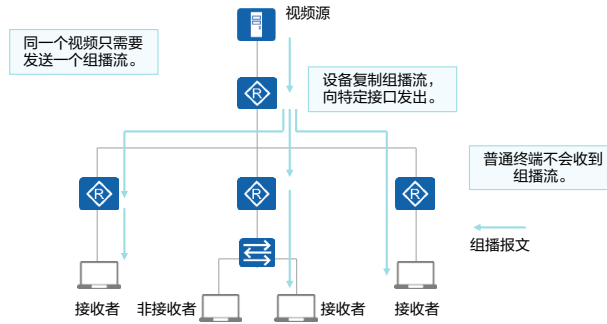 视频源
同一个视频只需要
发送一个组播流。
R
设备复制组播流，
向特定接口发出。
普通终端不会收到
组播流。
R
R
R
组播报文
接收者
非接收者
接收者
接收者